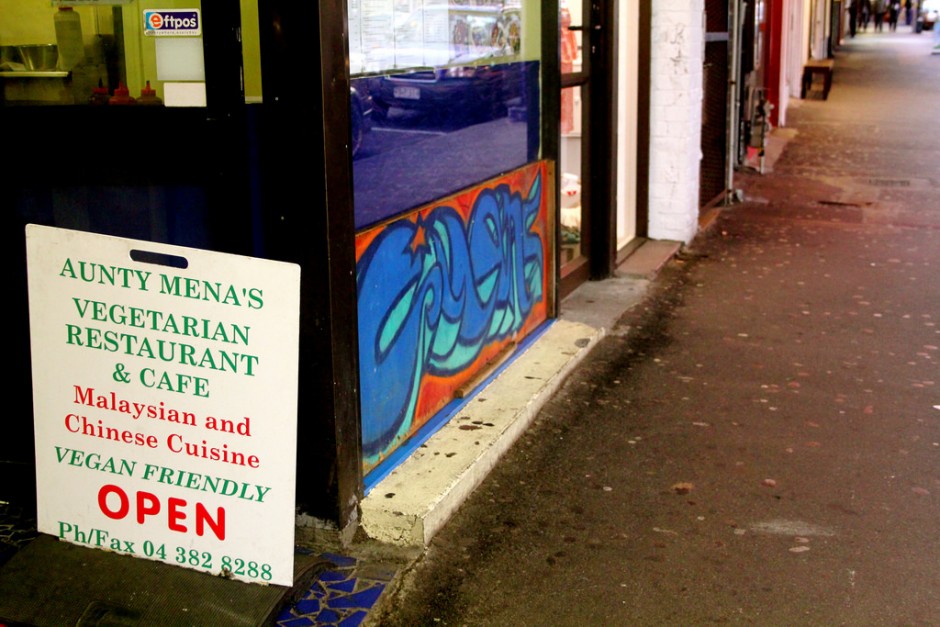 eftpos
AUNTY MENA'S
VEGETARIAN
RESTAURANT
& CAFE
Malaysian and
Chinese Cuisine
VEGAN FRIENDLY
OPEN
Ph/Fax 04 382 8288